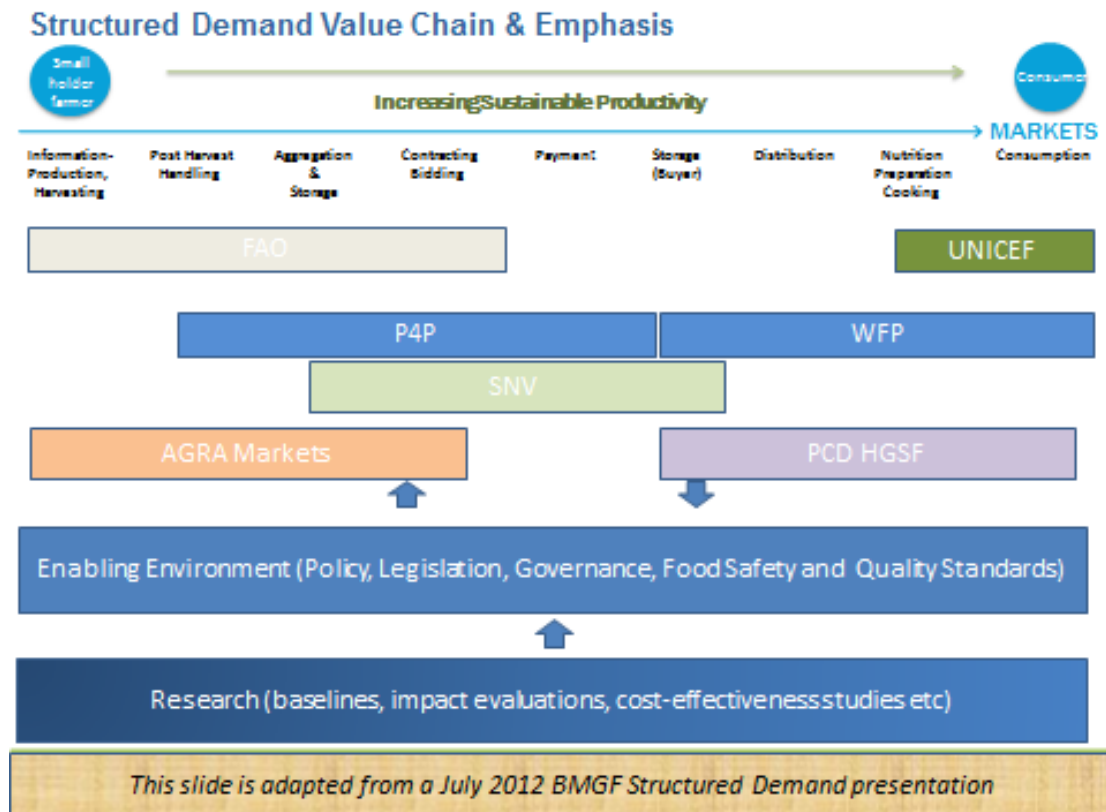 Structured Demand Value Chain & Emphasis
Small
holder
farmer
Consumer
Increasing Sustainable Productivity
MARKETS
Information-
Production,
Harvesting
Post Harvest
Handling
Aggregation
&
Storage
Contracting
Bidding
Payment
Storage
(Buyer)
Distribution
Nutrition
Preparation
Cooking
Consumption
FAO
UNICEF
P4P
WFP
SNV
AGRA Markets
PCD HGSF
Enabling Environment (Policy, Legislation, Governance, Food Safety and Quality Standards)
Research (baselines, impact evaluations, cost-effectiveness studies etc)
This slide is adapted from a July 2012 BMGF Structured Demand presentation